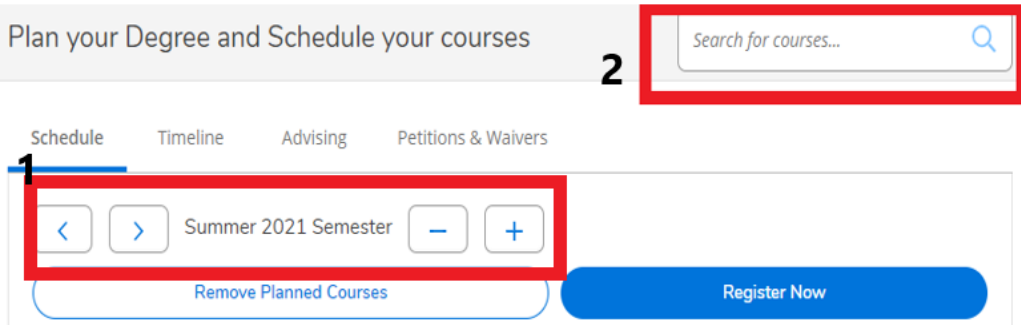 Plan your Degree and Schedule your courses
Search for courses...
2
Schedule Timeline Advising Petitions & Waivers
1
< > Summer 2021 Semester − +
Remove Planned Courses Register Now